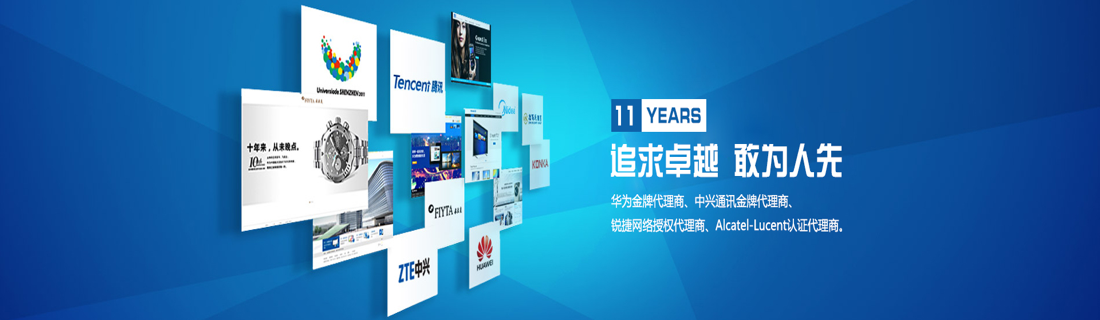 Universiade SHENZHEN 2011
Tencent 腾讯
FIYTA
十年来，从未晚点。
10
Midea
KONKA
FIYTA
ZTE中兴
HUAWEI
11 YEARS
追求卓越 敢为人先
华为金牌代理商、中兴通讯金牌代理商、
锐捷网络授权代理商、Alcatel-Lucent认证代理商。